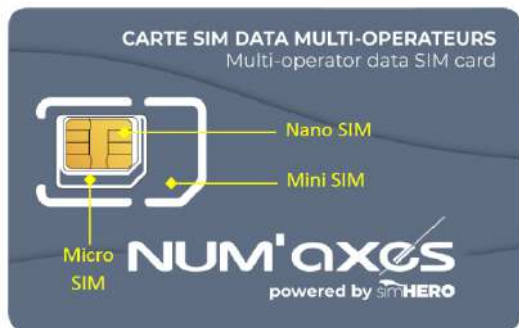 CARTE SIM DATA MULTI-OPERATEURS
Multi-operator data SIM card
Nano SIM
Mini SIM
Micro
SIM
NUM'axes
powered by simHERO